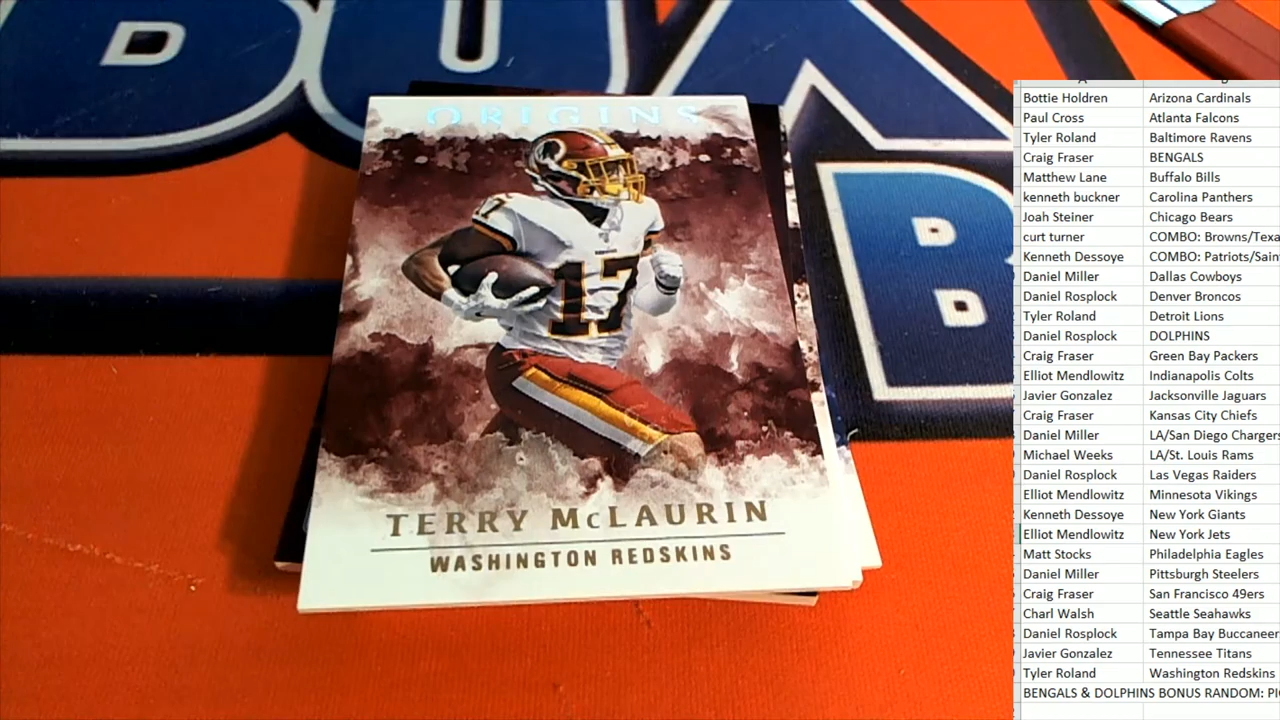 ORIGINS
17
17
TERRY McLAURIN
WASHINGTON REDSKINS
B
Bottie Holdren Arizona Cardinals
Paul Cross Atlanta Falcons
Tyler Roland Baltimore Ravens
Craig Fraser BENGALS
Matthew Lane Buffalo Bills
kenneth buckner Carolina Panthers
Joah Steiner Chicago Bears
curt turner COMBO: Browns/Texa
Kenneth Dessoye COMBO: Patriots/Sain
Daniel Miller Dallas Cowboys
Daniel Rosplock Denver Broncos
Tyler Roland Detroit Lions
Daniel Rosplock DOLPHINS
Craig Fraser Green Bay Packers
Elliot Mendlowitz Indianapolis Colts
Javier Gonzalez Jacksonville Jaguars
Craig Fraser Kansas City Chiefs
Daniel Miller LA/San Diego Chargers
Michael Weeks LA/St. Louis Rams
Daniel Rosplock Las Vegas Raiders
Elliot Mendlowitz Minnesota Vikings
Kenneth Dessoye New York Giants
Elliot Mendlowitz New York Jets
Matt Stocks Philadelphia Eagles
Daniel Miller Pittsburgh Steelers
Craig Fraser San Francisco 49ers
Charl Walsh Seattle Seahawks
Daniel Rosplock Tampa Bay Buccaneer
Javier Gonzalez Tennessee Titans
Tyler Roland Washington Redskins
BENGALS & DOLPHINS BONUS RANDOM: PI